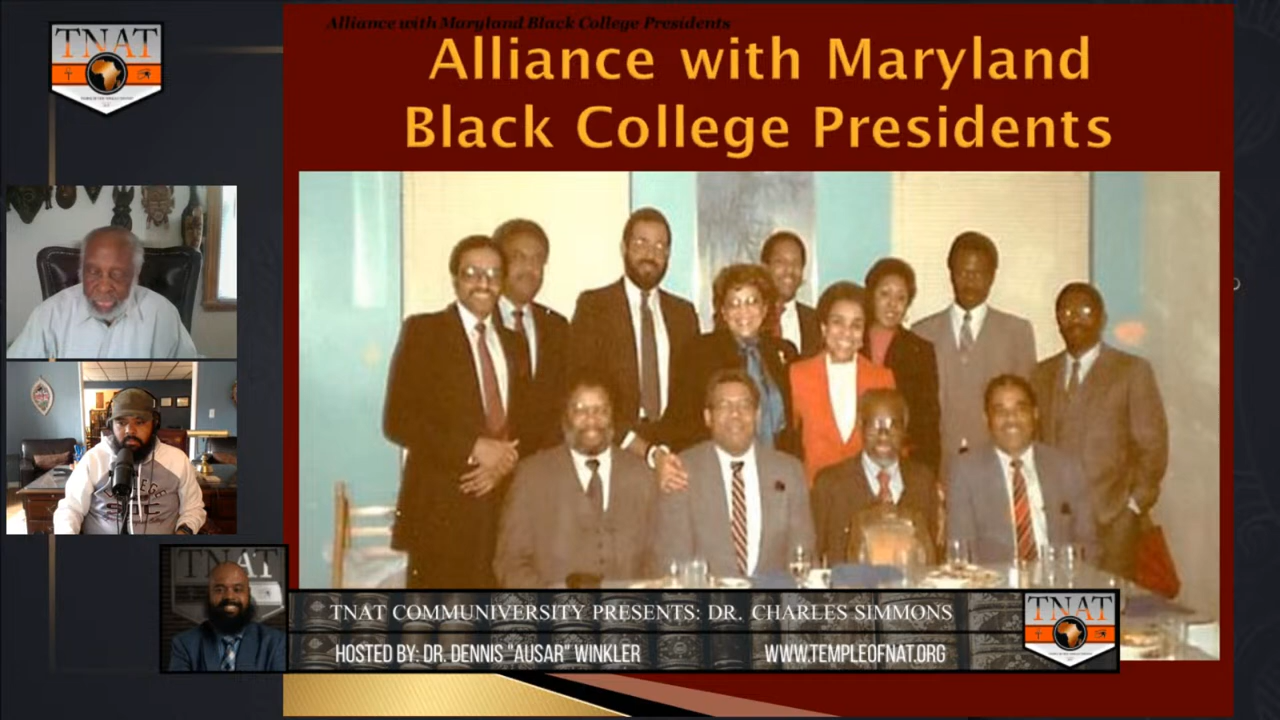 TNAT
Alliance with Maryland Black College Presidents
Alliance with Maryland
Black College Presidents
COLLEGE
TNAT
TNAT COMMUNIVERSITY PRESENTS: DR. CHARLES SIMMONS
HOSTED BY: DR. DENNIS "AUSAR" WINKLER
WWW.TEMPLEOFNAT.ORG
TNAT